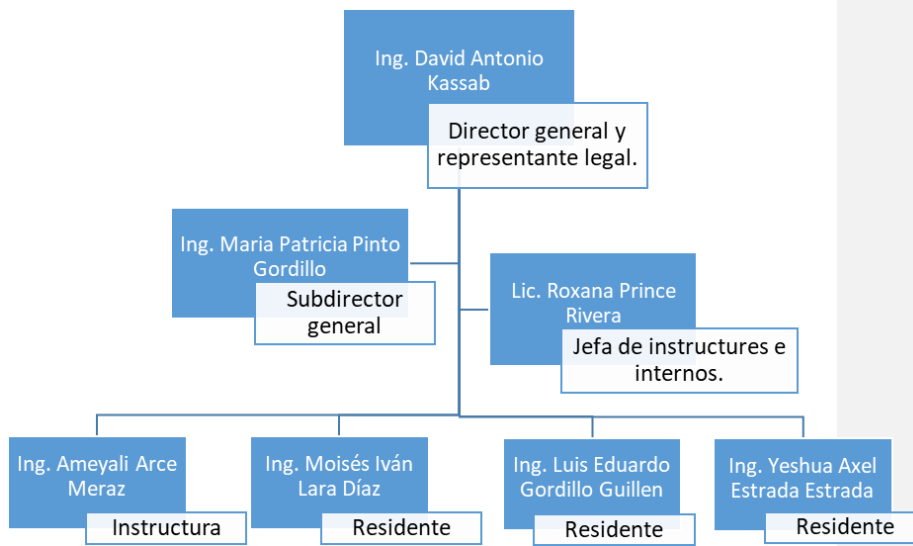 Ing. David Antonio
Kassab
Director general y
representante legal.
Ing. Maria Patricia Pinto
Gordillo
Subdirector
general
Lic. Roxana Prince
Rivera
Jefa de instructures e
internos.
Ing. Ameyali Arce
Meraz
Instructura
Ing. Moisés Iván
Lara Díaz
Residente
Ing. Luis Eduardo
Gordillo Guillen
Residente
Ing. Yeshua Axel
Estrada Estrada
Residente